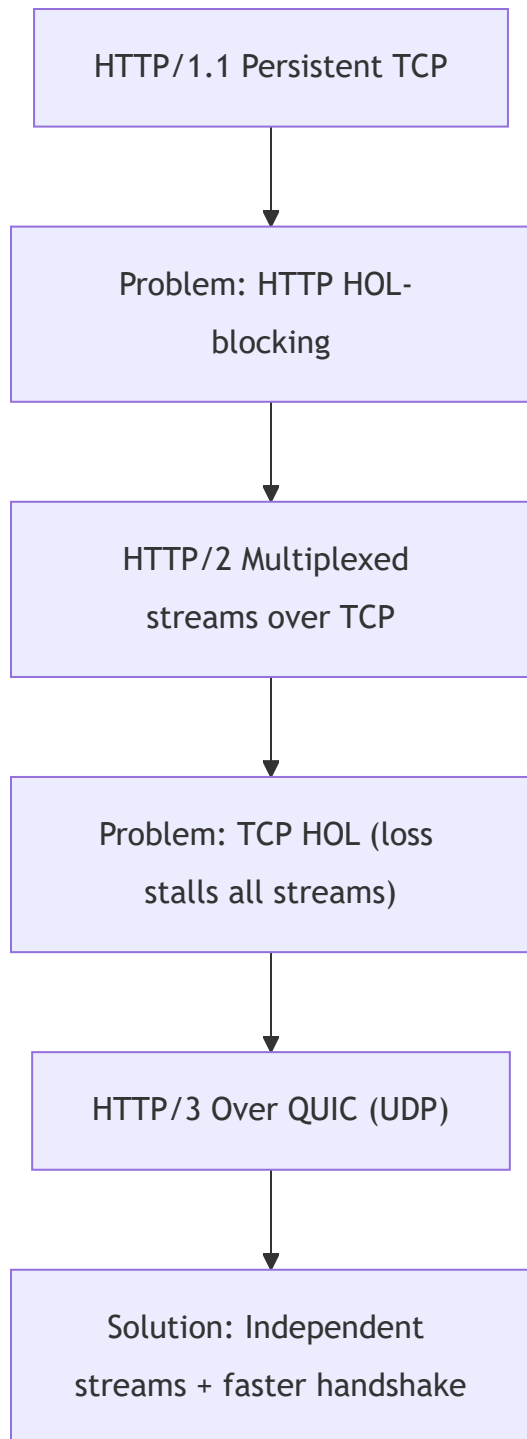 HTTP/1.1 Persistent TCP
Problem: HTTP HOL-
blocking
HTTP/2 Multiplexed
streams over TCP
Problem: TCP HOL (loss
stalls all streams)
HTTP/3 Over QUIC (UDP)
Solution: Independent
streams + faster handshake